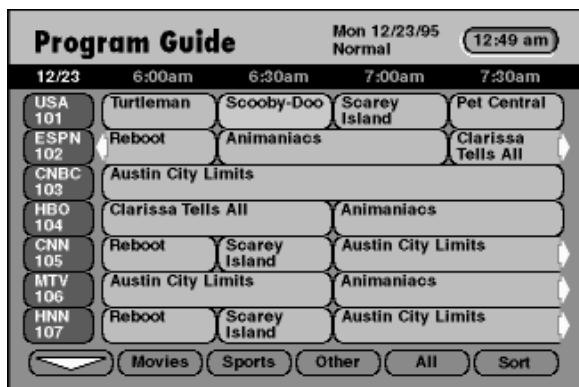 Program Guide
Mon 12/23/95
Normal
12:49 am
12/23 6:00am 6:30am 7:00am 7:30am
USA 101 Turtleman Scooby-Doo Scarey Island Pet Central
ESPN 102 Reboot Animaniacs Clarissa Tells All
CNBC 103 Austin City Limits
HBO 104 Clarissa Tells All Animaniacs
CNN 105 Reboot Scarey Island Austin City Limits
MTV 106 Austin City Limits Animaniacs
HNN 107 Reboot Scarey Island Austin City Limits
Movies Sports Other All Sort